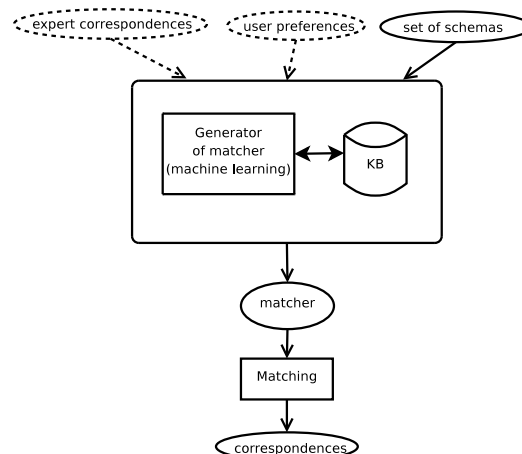 expert correspondences
user preferences
set of schemas
Generator
of matcher
(machine learning)
KB
matcher
Matching
correspondences